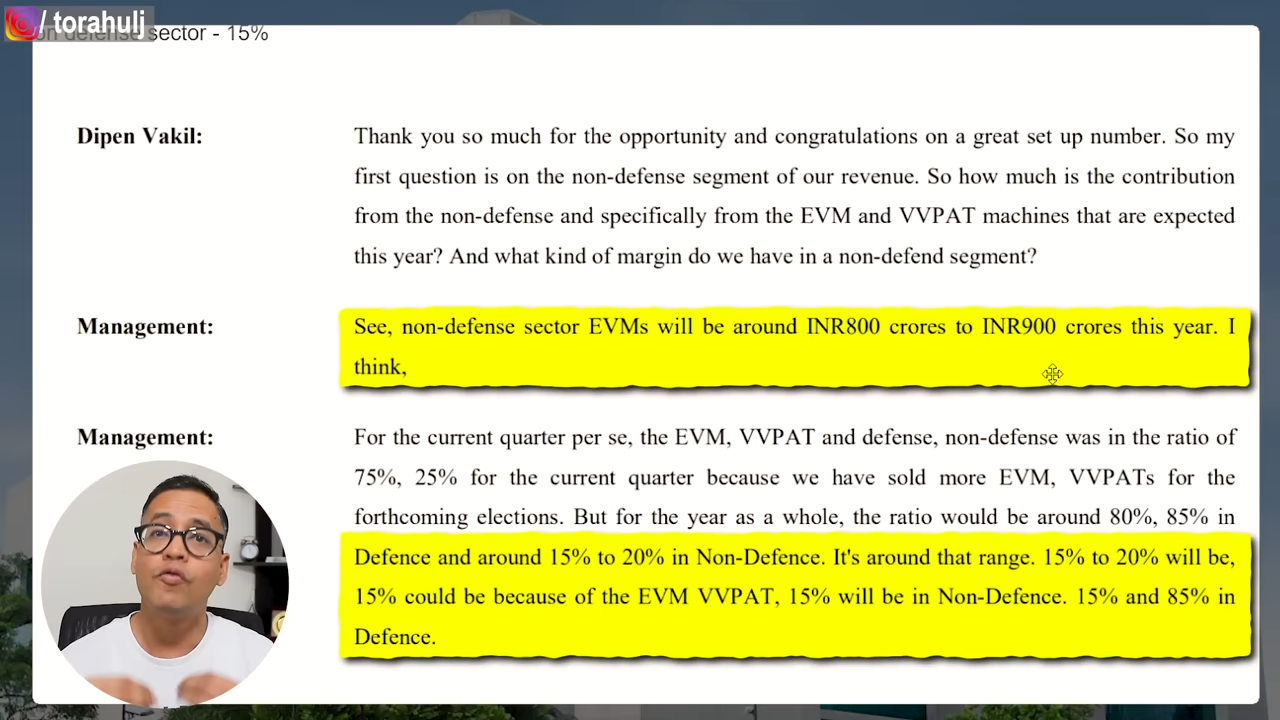 / torahulj
on defense sector - 15%
Dipen Vakil:
Thank you so much for the opportunity and congratulations on a great set up number. So my
first question is on the non-defense segment of our revenue. So how much is the contribution
from the non-defense and specifically from the EVM and VVPAT machines that are expected
this year? And what kind of margin do we have in a non-defend segment?
Management:
See, non-defense sector EVMs will be around INR800 crores to INR900 crores this year. I
think,
Management:
For the current quarter per se, the EVM, VVPAT and defense, non-defense was in the ratio of
75%, 25% for the current quarter because we have sold more EVM, VVPATs for the
forthcoming elections. But for the year as a whole, the ratio would be around 80%, 85% in
Defence and around 15% to 20% in Non-Defence. It's around that range. 15% to 20% will be,
15% could be because of the EVM VVPAT, 15% will be in Non-Defence. 15% and 85% in
Defence.